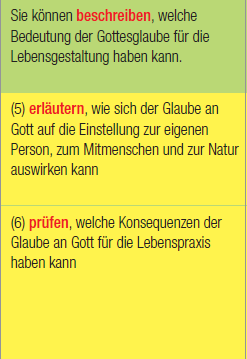 Sie können beschreiben, welche
Bedeutung der Gottesglaube für die
Lebensgestaltung haben kann.
(5) erläutern, wie sich der Glaube an
Gott auf die Einstellung zur eigenen
Person, zum Mitmenschen und zur Natur
auswirken kann
(6) prüfen, welche Konsequenzen der
Glaube an Gott für die Lebenspraxis
haben kann